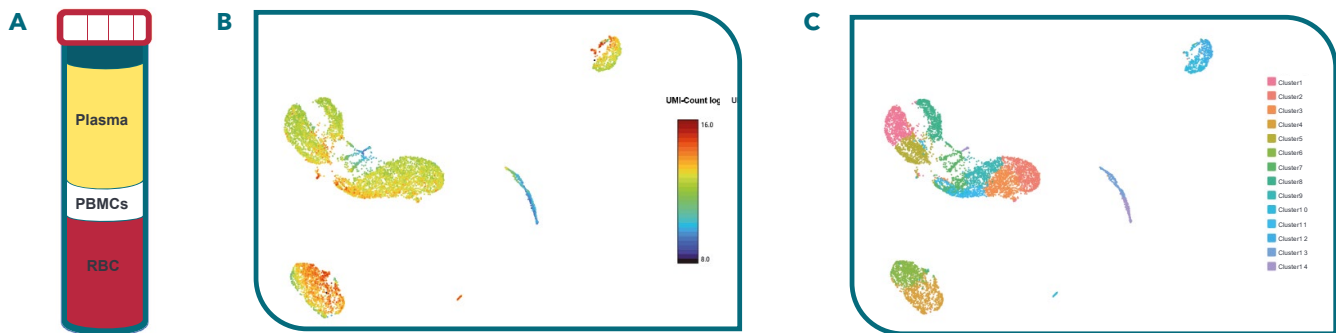 A
Plasma
PBMCs
RBC
B
UMI-Count log
U
16.0
8.0
C
Cluster1
Cluster2
Cluster3
Cluster4
Cluster5
Cluster6
Cluster7
Cluster8
Cluster9
Cluster1 0
Cluster1 1
Cluster1 2
Cluster1 3
Cluster1 4